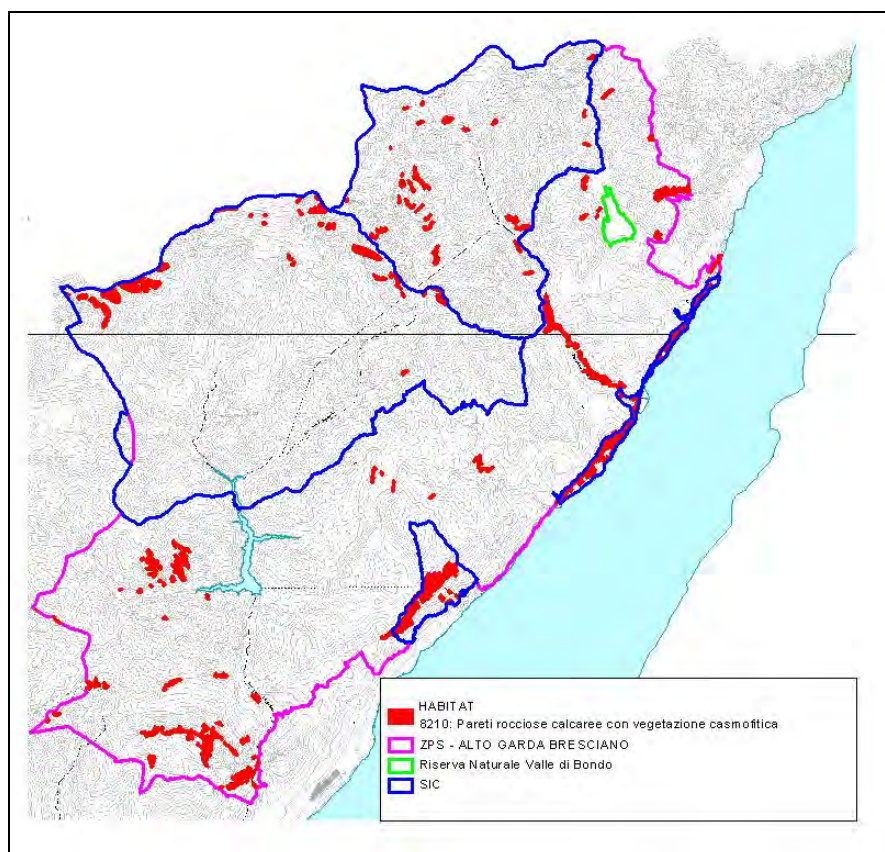 HABITAT
8210: Pareti rocciose calcaree con vegetazione casmofitica
ZPS - ALTO GARDA BRESCIANO
Riserva Naturale Valle di Bondo
SIC